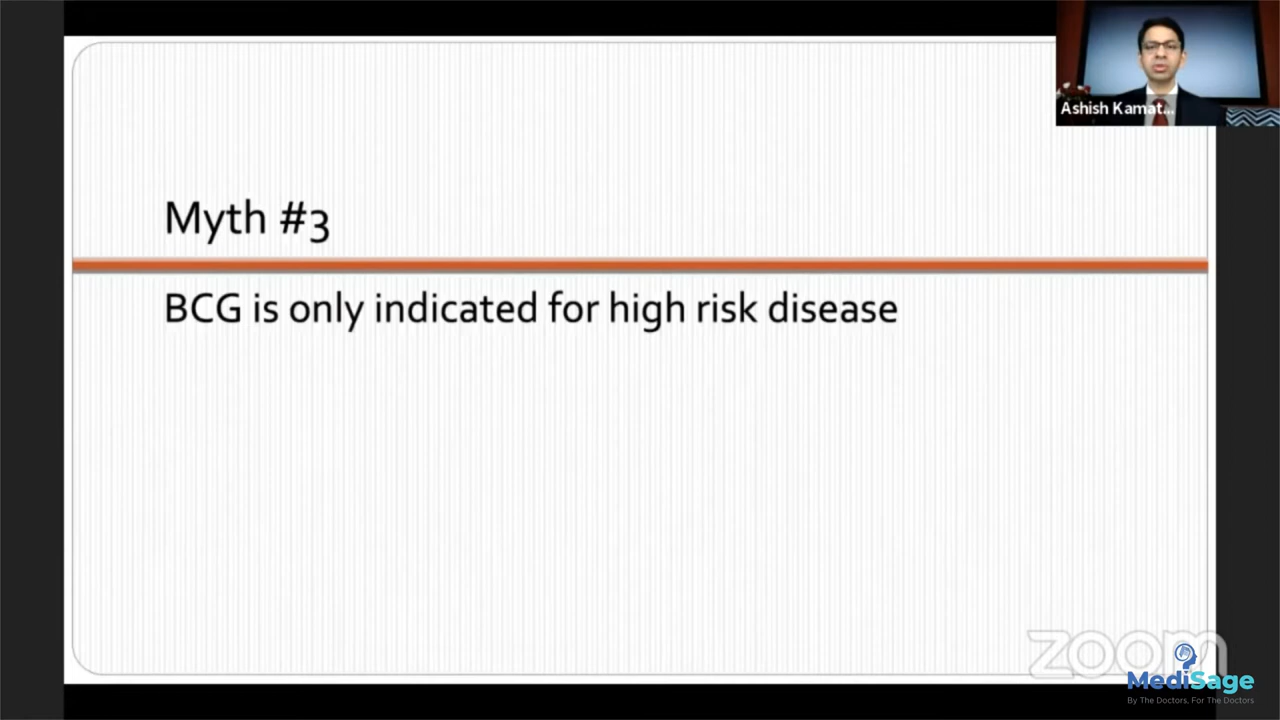 Ashish Kamat...
Myth #3
BCG is only indicated for high risk disease
zoom
MediSage
By The Doctors, For The Doctors